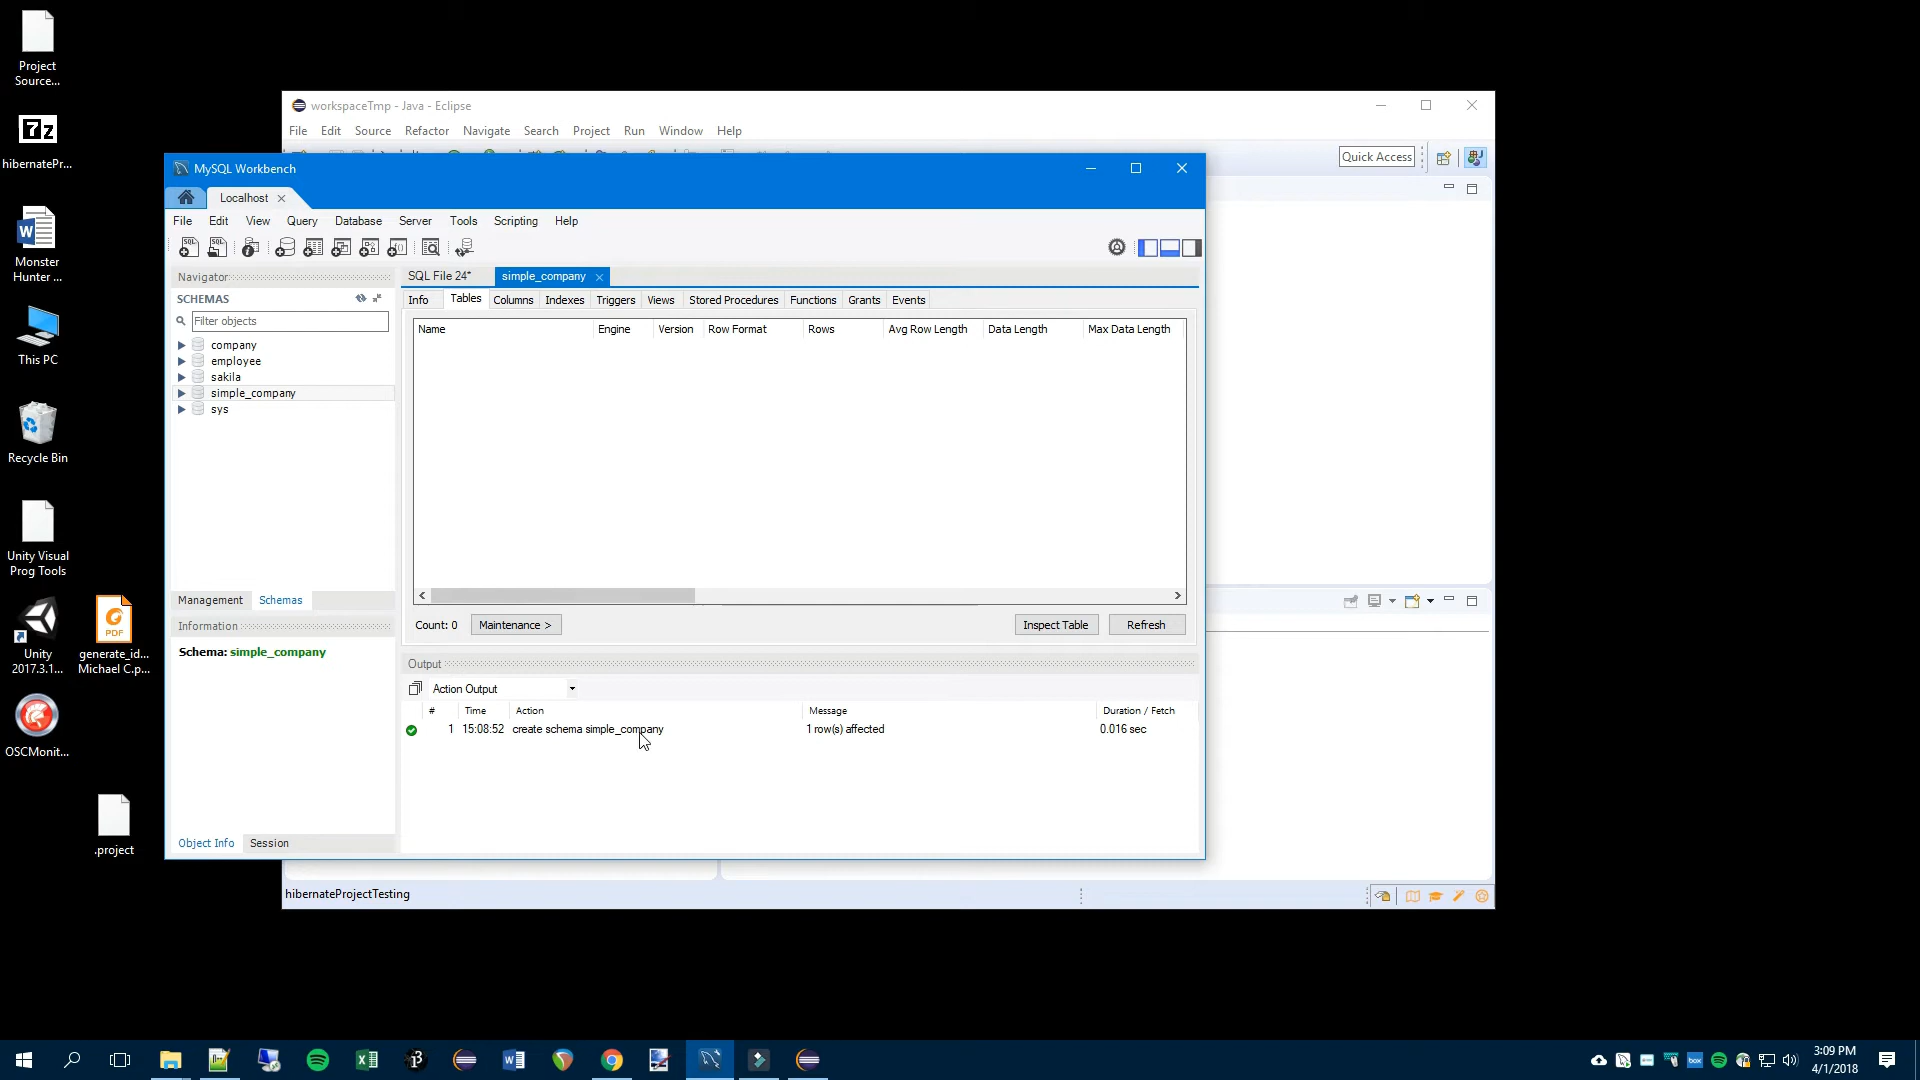 Project
Source...
7z
hibernatePr...
Monster
Hunter ...
This PC
Recycle Bin
Unity Visual
Prog Tools
Unity
2017.3.1...
PDF
generate_id...
Michael C.p...
OSCMonit...
.project
workspaceTmp - Java - Eclipse
File Edit Source Refactor Navigate Search Project Run Window Help
Quick Access
MySQL Workbench
Localhost
File Edit View Query Database Server Tools Scripting Help
Navigator
SCHEMAS
Filter objects
company
employee
sakila
simple_company
sys
Management Schemas
Information
Schema: simple_company
Object Info Session
SQL File 24* simple_company
Info Tables Columns Indexes Triggers Views Stored Procedures Functions Grants Events
Name Engine Version Row Format Rows Avg Row Length Data Length Max Data Length
Count: 0 Maintenance > Inspect Table Refresh
Output
Action Output
# Time Action Message Duration / Fetch
1 15:08:52 create schema simple_company 1 row(s) affected 0.016 sec
hibernateProjectTesting
3:09 PM
4/1/2018